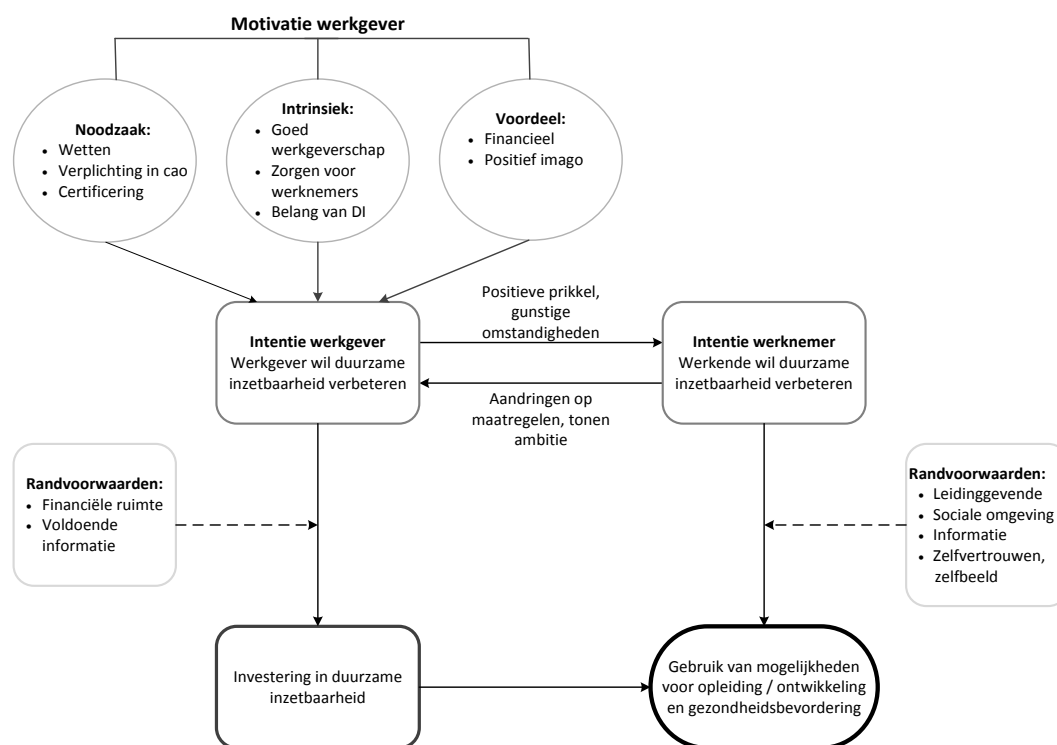 Motivatie werkgever
Noodzaak:
• Wetten
• Verplichting in cao
• Certificering
Intrinsiek:
• Goed
werkgeverschap
• Zorgen voor
werknemers
• Belang van DI
Voordeel:
• Financieel
• Positief imago
Intentie werkgever
Werkgever wil duurzame
inzetbaarheid verbeteren
Positieve prikkel,
gunstige
omstandigheden
Aandringen op
maatregelen, tonen
ambitie
Intentie werknemer
Werkende wil duurzame
inzetbaarheid verbeteren
Randvoorwaarden:
• Financiële ruimte
• Voldoende
informatie
Randvoorwaarden:
• Leidinggevende
• Sociale omgeving
• Informatie
• Zelfvertrouwen,
zelfbeeld
Investering in duurzame
inzetbaarheid
Gebruik van mogelijkheden
voor opleiding / ontwikkeling
en gezondheidsbevordering